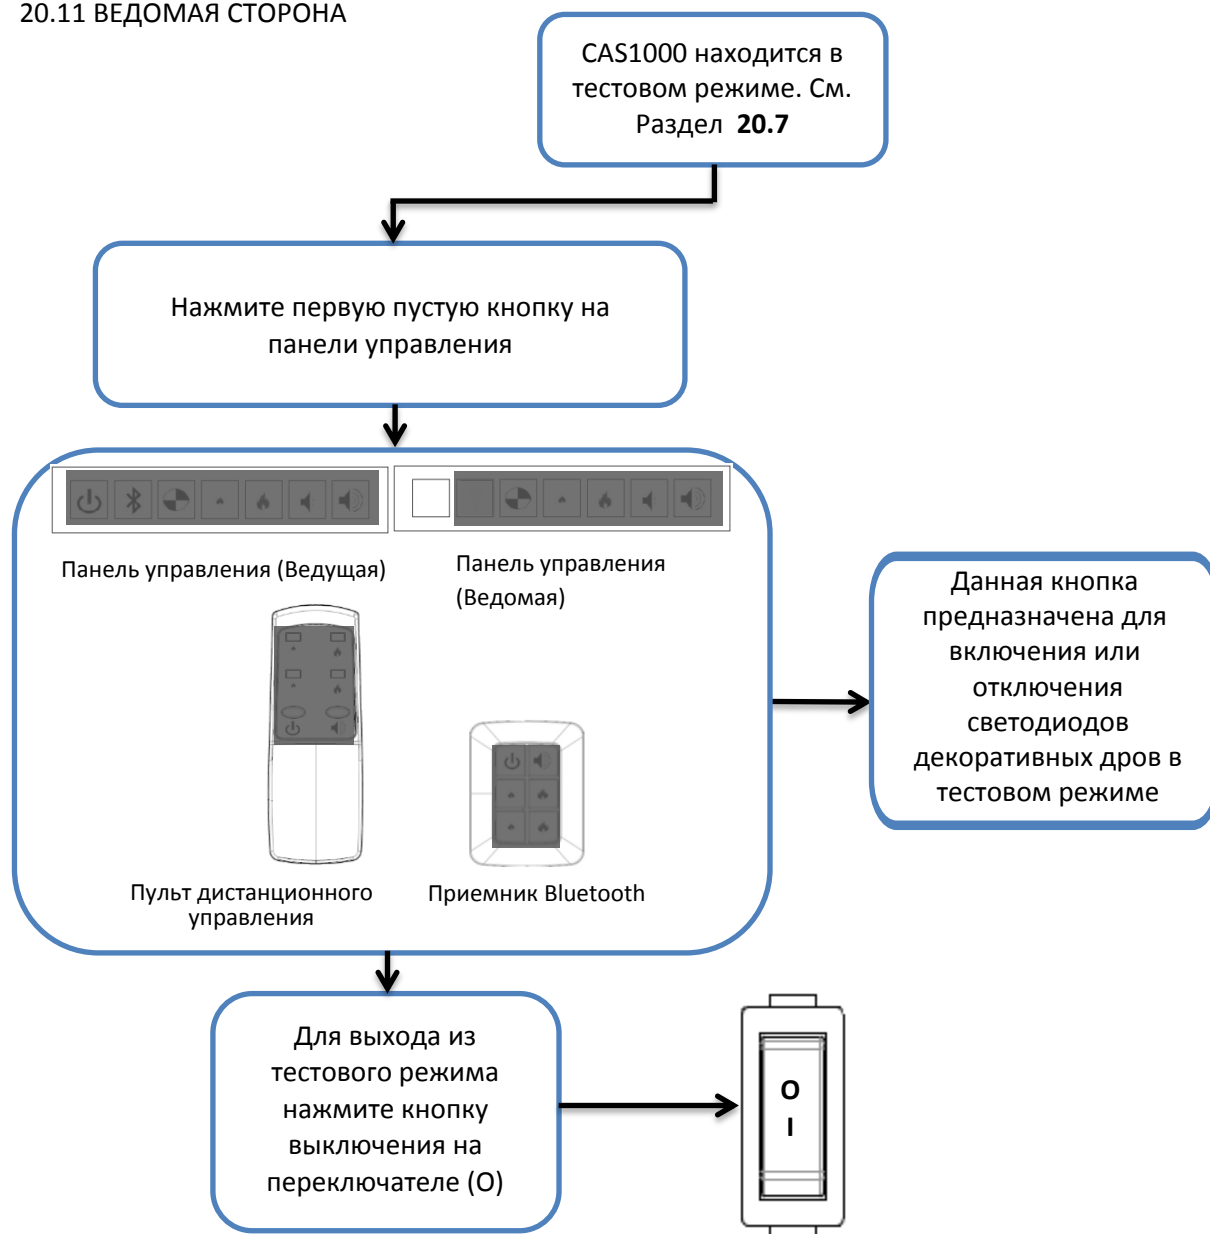 20.11 ВЕДОМАЯ СТОРОНА
CAS1000 находится в
тестовом режиме. См.
Раздел 20.7
Нажмите первую пустую кнопку на
панели управления
Панель управления (Ведущая)
Панель управления
(Ведомая)
Пульт дистанционного
управления
Приемник Bluetooth
Данная кнопка
предназначена для
включения или
отключения
светодиодов
декоративных дров в
тестовом режиме
Для выхода из
тестового режима
нажмите кнопку
выключения на
переключателе (О)
O
I